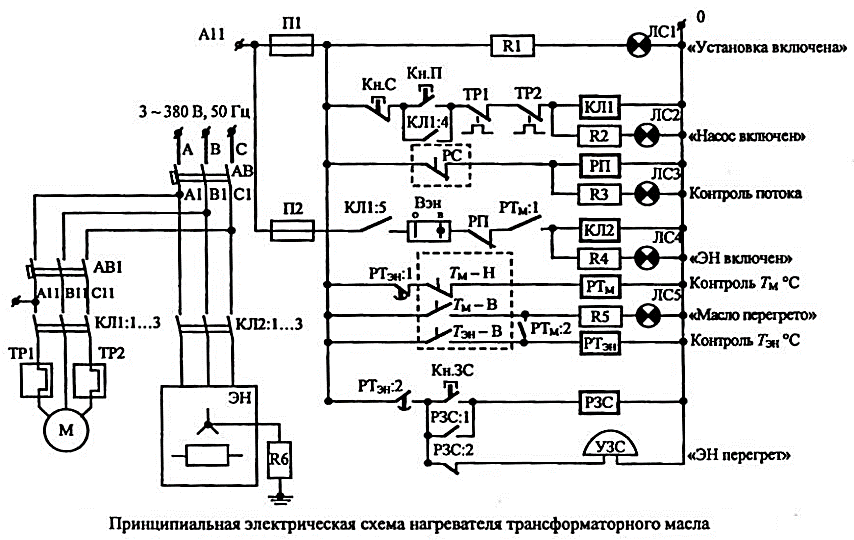 А11
П1
0
R1
ЛС1
«Установка включена»
Кн.С
Кн.П
КЛ1:4
ТР1
ТР2
КЛ1
R2
ЛС2
«Насос включен»
3 ~ 380 В, 50 Гц
А
В
С
АВ
А1
В1
С1
РС
РП
R3
ЛС3
Контроль потока
П2
КЛ1:5
Вэн
о
в
РП
РТм:1
КЛ2
R4
ЛС4
«ЭН включен»
АВ1
А11
В11
С11
РТэн:1
Тм – Н
РТм
Контроль Тм °С
Тм – В
R5
ЛС5
«Масло перегрето»
Тэн – В
РТм:2
РТэн
Контроль Тэн °С
КЛ1:1...3
КЛ2:1...3
ТР1
ТР2
М
ЭН
R6
РТэн:2
Кн.ЗС
РЗС:1
РЗС
РЗС:2
УЗС
«ЭН перегрет»
Принципиальная электрическая схема нагревателя трансформаторного масла